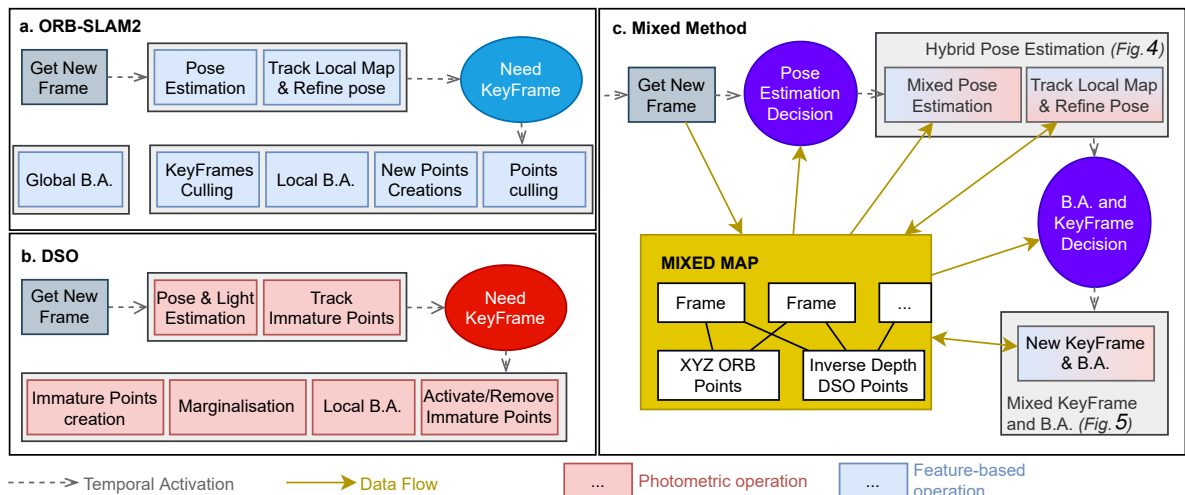 a. ORB-SLAM2
Get New
Frame
Pose
Estimation
Track Local Map
& Refine pose
Need
KeyFrame
Global B.A.
KeyFrames
Culling
Local B.A.
New Points
Creations
Points
culling
b. DSO
Get New
Frame
Pose & Light
Estimation
Track
Immature Points
Need
KeyFrame
Immature Points
creation
Marginalisation
Local B.A.
Activate/Remove
Immature Points
c. Mixed Method
Get New
Frame
Pose
Estimation
Decision
Hybrid Pose Estimation (Fig. 4)
Mixed Pose
Estimation
Track Local Map
& Refine Pose
B.A. and
KeyFrame
Decision
MIXED MAP
Frame
Frame
...
XYZ ORB
Points
Inverse Depth
DSO Points
New KeyFrame
& B.A.
Mixed KeyFrame
and B.A. (Fig. 5)
Temporal Activation
Data Flow
...
Photometric operation
...
Feature-based
operation